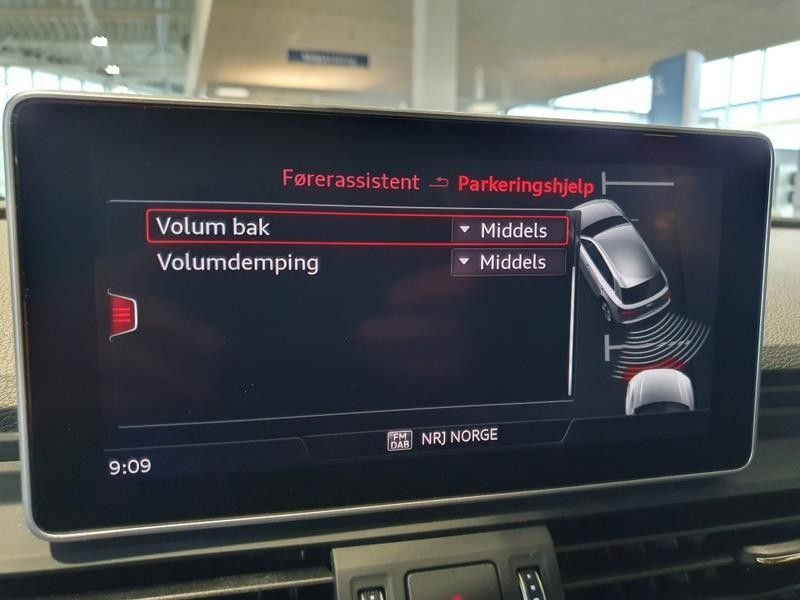 Førerassistent Parkeringshjelp
Volum bak Middels
Volumdemping Middels
FM DAB NRJ NORGE
9:09